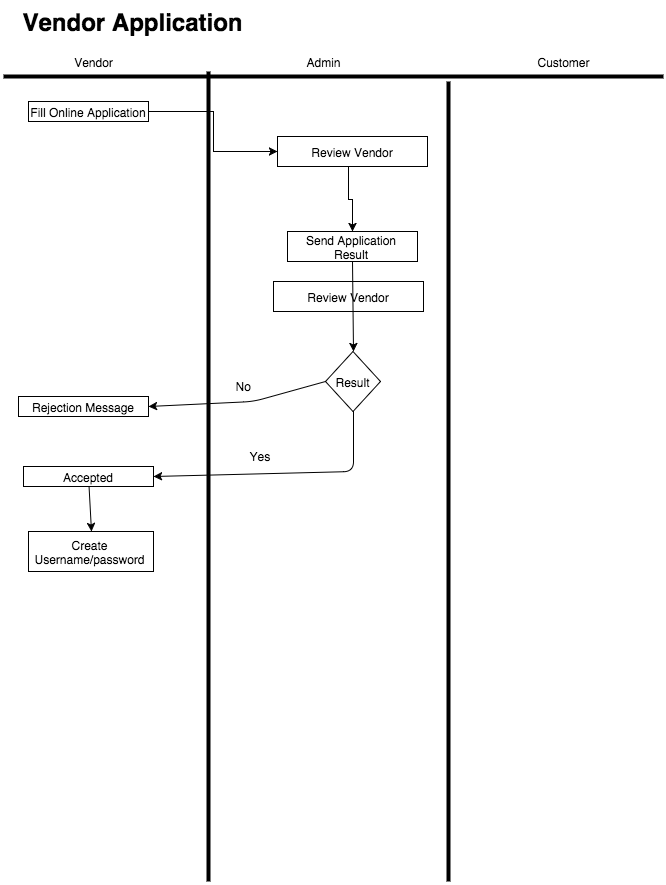 Vendor Application
Vendor
Admin
Customer
Fill Online Application
Review Vendor
Send Application
Result
Review Vendor
Result
No
Rejection Message
Yes
Accepted
Create
Username/password